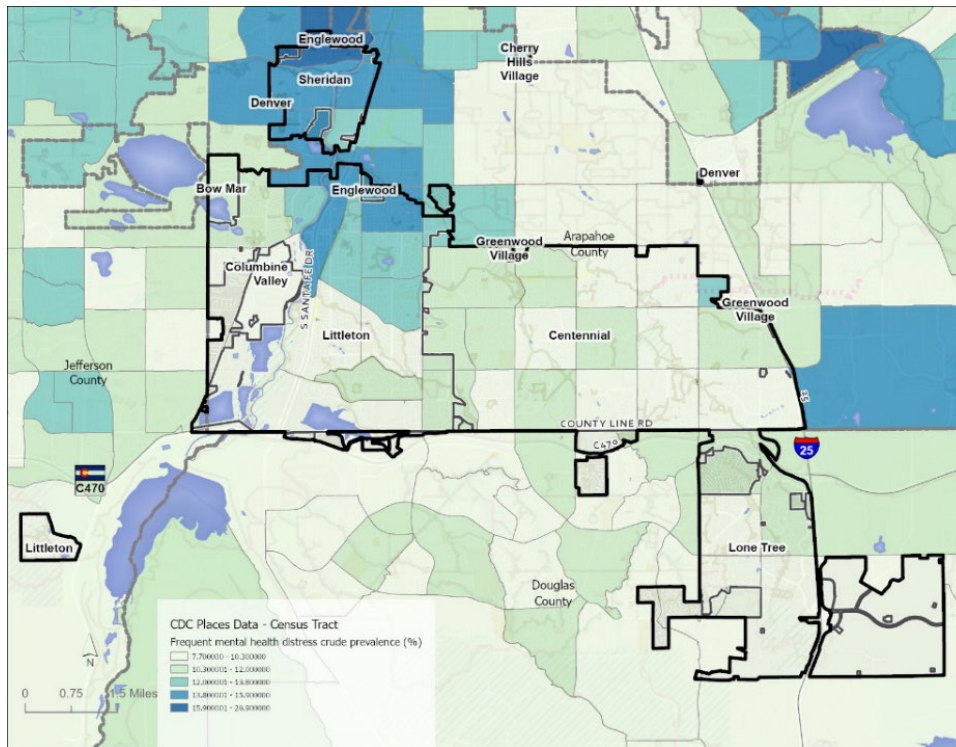 Englewood
Cherry
Hills
Village
Sheridan
Denver
Denver
Bow Mar
Englewood
Greenwood
Village
Arapahoe
County
Columbine
Valley
S SANTA FE DR
Greenwood
Village
Littleton
Centennial
Jefferson
County
I-25
COUNTY LINE RD
C470
25
C470
Littleton
Lone Tree
Douglas
County
CDC Places Data - Census Tract
Frequent mental health distress crude prevalence (%)
7.700000 - 10.300000
10.300001 - 12.000000
12.000001 - 13.800000
13.800001 - 15.900000
15.900001 - 26.900000
N
0 0.75 1.5 Miles